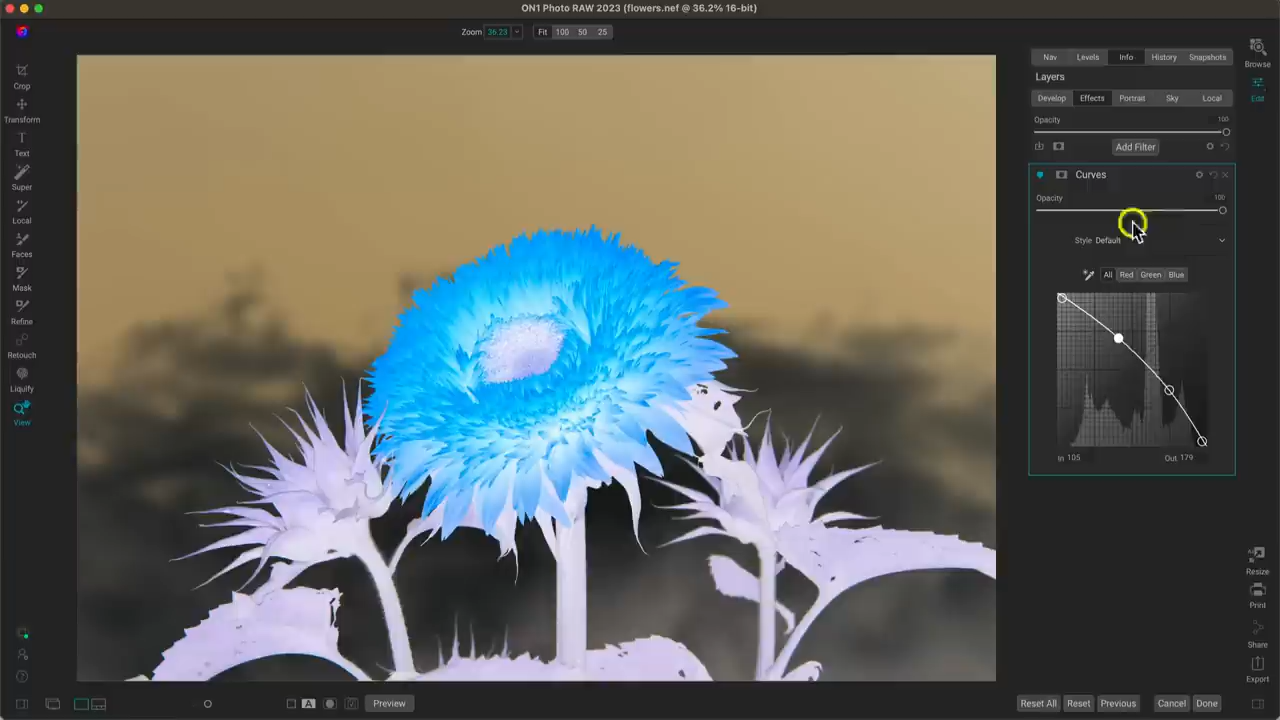 ON1 Photo RAW 2023 (flowers.nef @ 36.2% 16-bit)
Zoom 36.23 Fit 100 50 25
Crop
Transform
Text
Super
Local
Faces
Mask
Refine
Retouch
Liquify
View
Nav Levels Info History Snapshots
Layers
Develop Effects Portrait Sky Local
Opacity 100
Add Filter
Curves
Opacity 100
Style Default
All Red Green Blue
In 105 Out 179
Browse
Edit
Resize
Print
Share
Export
A Preview
Reset All Reset Previous Cancel Done